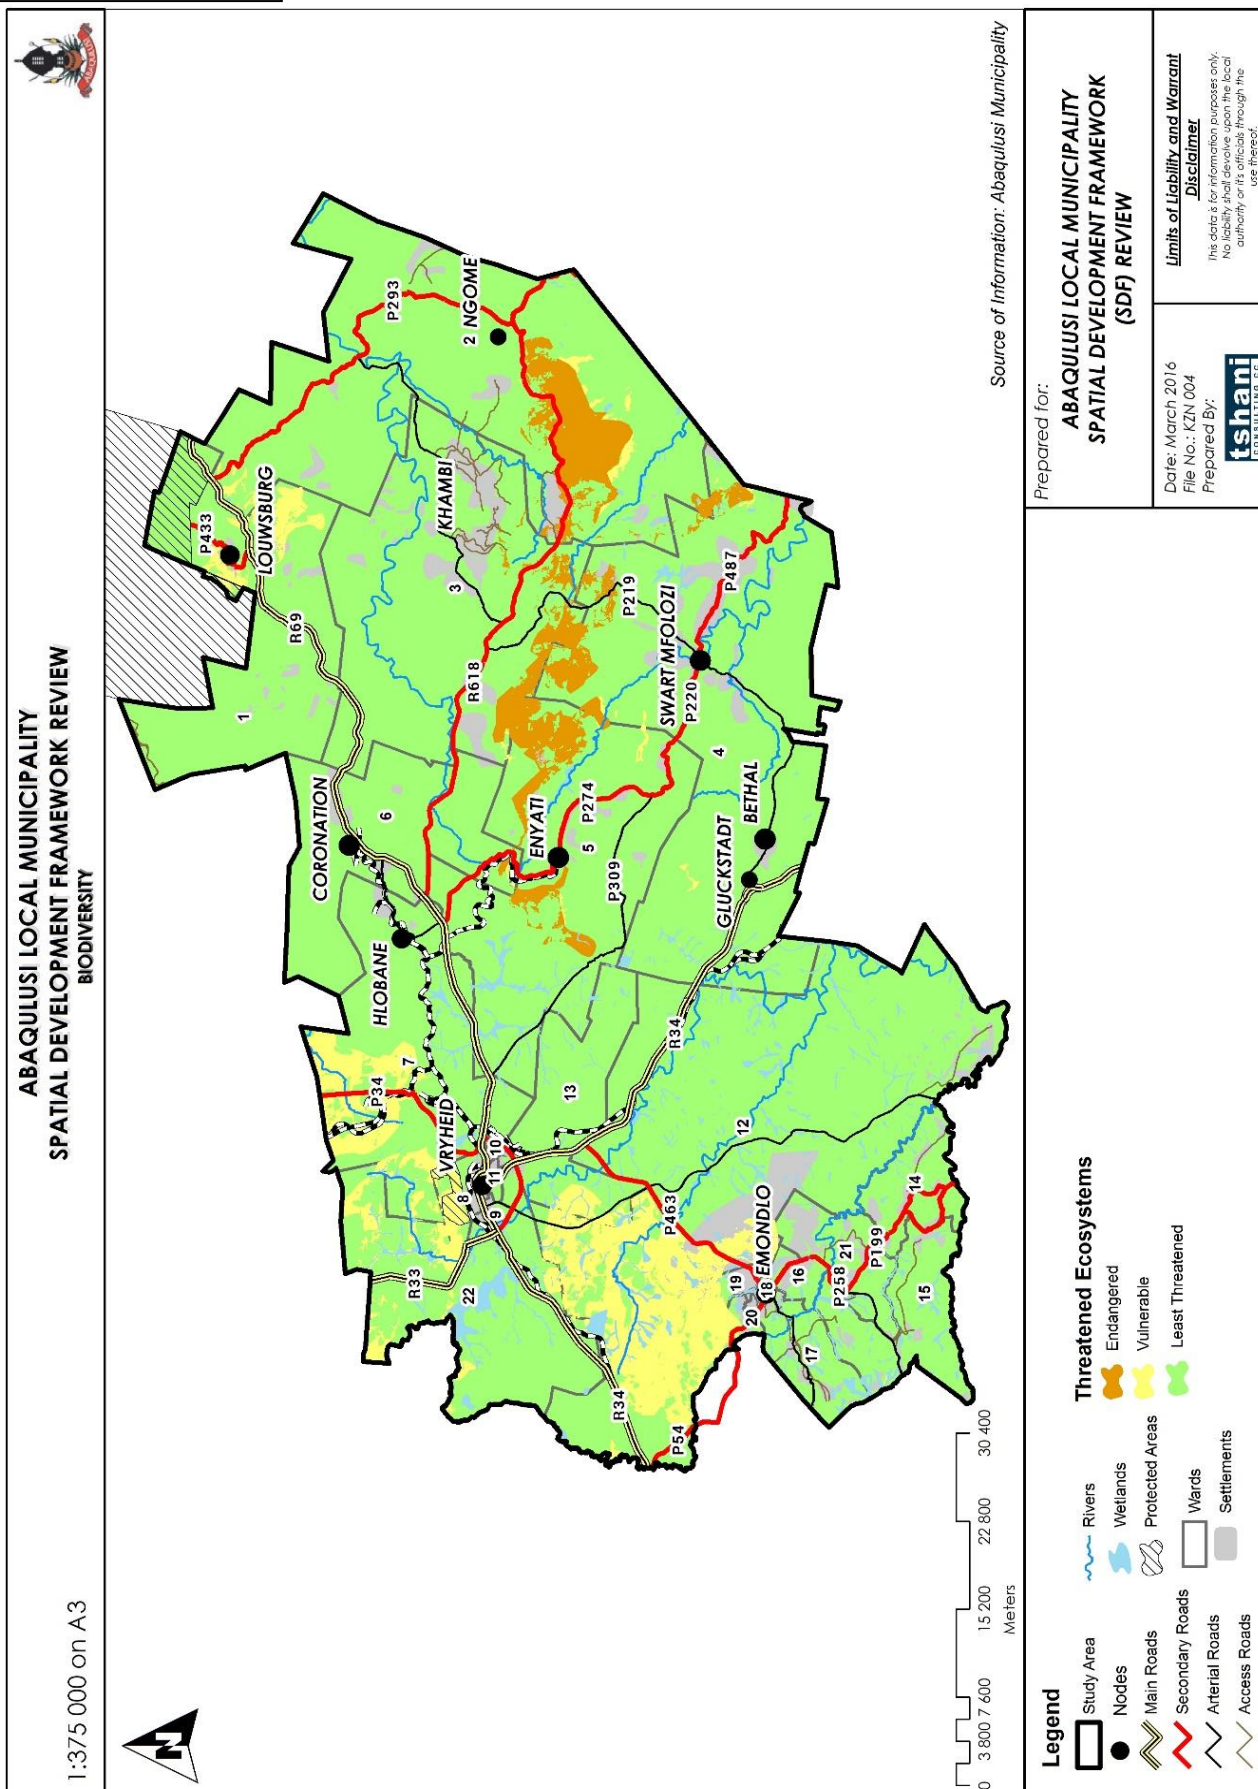 ABAQULUSI LOCAL MUNICIPALITY
SPATIAL DEVELOPMENT FRAMEWORK REVIEW
BIODIVERSITY
1:375 000 on A3
ABAQULUSI
N
P433
LOUWSBURG
R69
1
P293
2 NGOME
KHAMBI
3
CORONATION
6
R618
HLOBANE
P34
7
VRYHEID
8
9
10
11
R33
22
13
ENYATI
5
P274
P309
P219
SWART MFOLOZI
P487
P220
4
BETHAL
GLUCKSTADT
R34
12
P463
R34
P54
EMONDLO
19
18
20
16
17
P258
21
P199
14
15
0 3 800 7 600 15 200 22 800 30 400
Meters
Source of Information: Abaqulusi Municipality
Legend
Study Area
Nodes
Main Roads
Secondary Roads
Arterial Roads
Access Roads
Rivers
Wetlands
Protected Areas
Wards
Settlements
Threatened Ecosystems
Endangered
Vulnerable
Least Threatened
Prepared for:
ABAQULUSI LOCAL MUNICIPALITY
SPATIAL DEVELOPMENT FRAMEWORK
(SDF) REVIEW
Date: March 2016
File No.: KZN 004
Prepared By:
tshani
CONSULTING CC
Limits of Liability and Warrant
Disclaimer
This data is for information purposes only.
No liability shall devolve upon the local
authority or it's officials through the
use thereof.